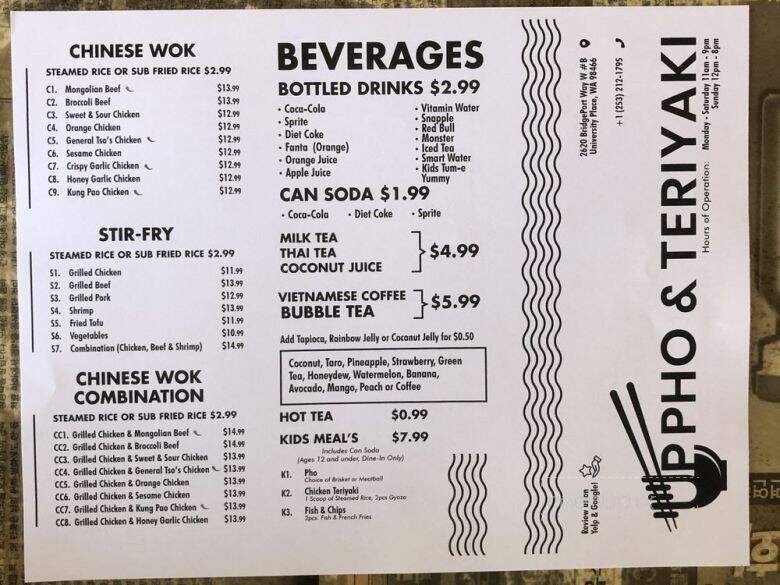 CHINESE WOK
STEAMED RICE OR SUB FRIED RICE $2.99
C1. Mongolian Beef $13.99
C2. Broccoli Beef $13.99
C3. Sweet & Sour Chicken $12.99
C4. Orange Chicken $12.99
C5. General Tso's Chicken $12.99
C6. Sesame Chicken $12.99
C7. Crispy Garlic Chicken $12.99
C8. Honey Garlic Chicken $12.99
C9. Kung Pao Chicken $12.99
STIR-FRY
STEAMED RICE OR SUB FRIED RICE $2.99
S1. Grilled Chicken $11.99
S2. Grilled Beef $13.99
S3. Grilled Pork $12.99
S4. Shrimp $13.99
S5. Fried Tofu $11.99
S6. Vegetables $10.99
S7. Combination (Chicken, Beef & Shrimp) $14.99
CHINESE WOK
COMBINATION
STEAMED RICE OR SUB FRIED RICE $2.99
CC1. Grilled Chicken & Mongolian Beef $14.99
CC2. Grilled Chicken & Broccoli Beef $14.99
CC3. Grilled Chicken & Sweet & Sour Chicken $13.99
CC4. Grilled Chicken & General Tso's Chicken $13.99
CC5. Grilled Chicken & Orange Chicken $13.99
CC6. Grilled Chicken & Sesame Chicken $13.99
CC7. Grilled Chicken & Kung Pao Chicken $13.99
CC8. Grilled Chicken & Honey Garlic Chicken $13.99
BEVERAGES
BOTTLED DRINKS $2.99
• Coca-Cola
• Sprite
• Diet Coke
• Fanta (Orange)
• Orange Juice
• Apple Juice
• Vitamin Water
• Snapple
• Red Bull
• Monster
• Iced Tea
• Smart Water
• Kids Tum-e
Yummy
CAN SODA $1.99
• Coca-Cola • Diet Coke • Sprite
MILK TEA
THAI TEA
COCONUT JUICE
$4.99
VIETNAMESE COFFEE
BUBBLE TEA
$5.99
Add Tapioca, Rainbow Jelly or Coconut Jelly for $0.50
Coconut, Taro, Pineapple, Strawberry, Green
Tea, Honeydew, Watermelon, Banana,
Avocado, Mango, Peach or Coffee
HOT TEA $0.99
KIDS MEAL'S $7.99
Includes Can Soda
(Ages 12 and under, Dine-In Only)
K1. Pho
Choice of Brisket or Meatball
K2. Chicken Teriyaki
1 Scoop of Steamed Rice, 2pcs Gyoza
K3. Fish & Chips
2pcs. Fish & French Fries
2620 BridgePort Way W #B
University Place, WA 98466
+1 (253) 212-1795
Review us on
Yelp & Google!
UPPHO & TERIYAKI
Hours of Operation: Monday - Saturday 11am - 9pm
Sunday 12pm - 8pm